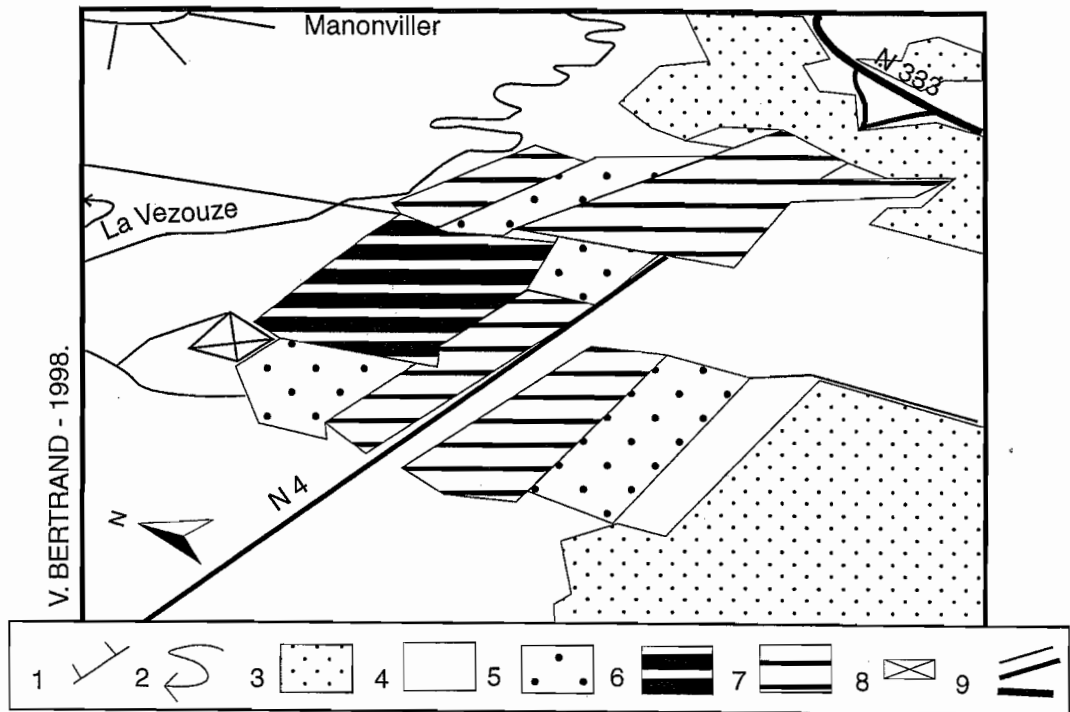 Manonviller
N 333
La Vezouze
N 4
N
V. BERTRAND - 1998.
1 2 3 4 5 6 7 8 9